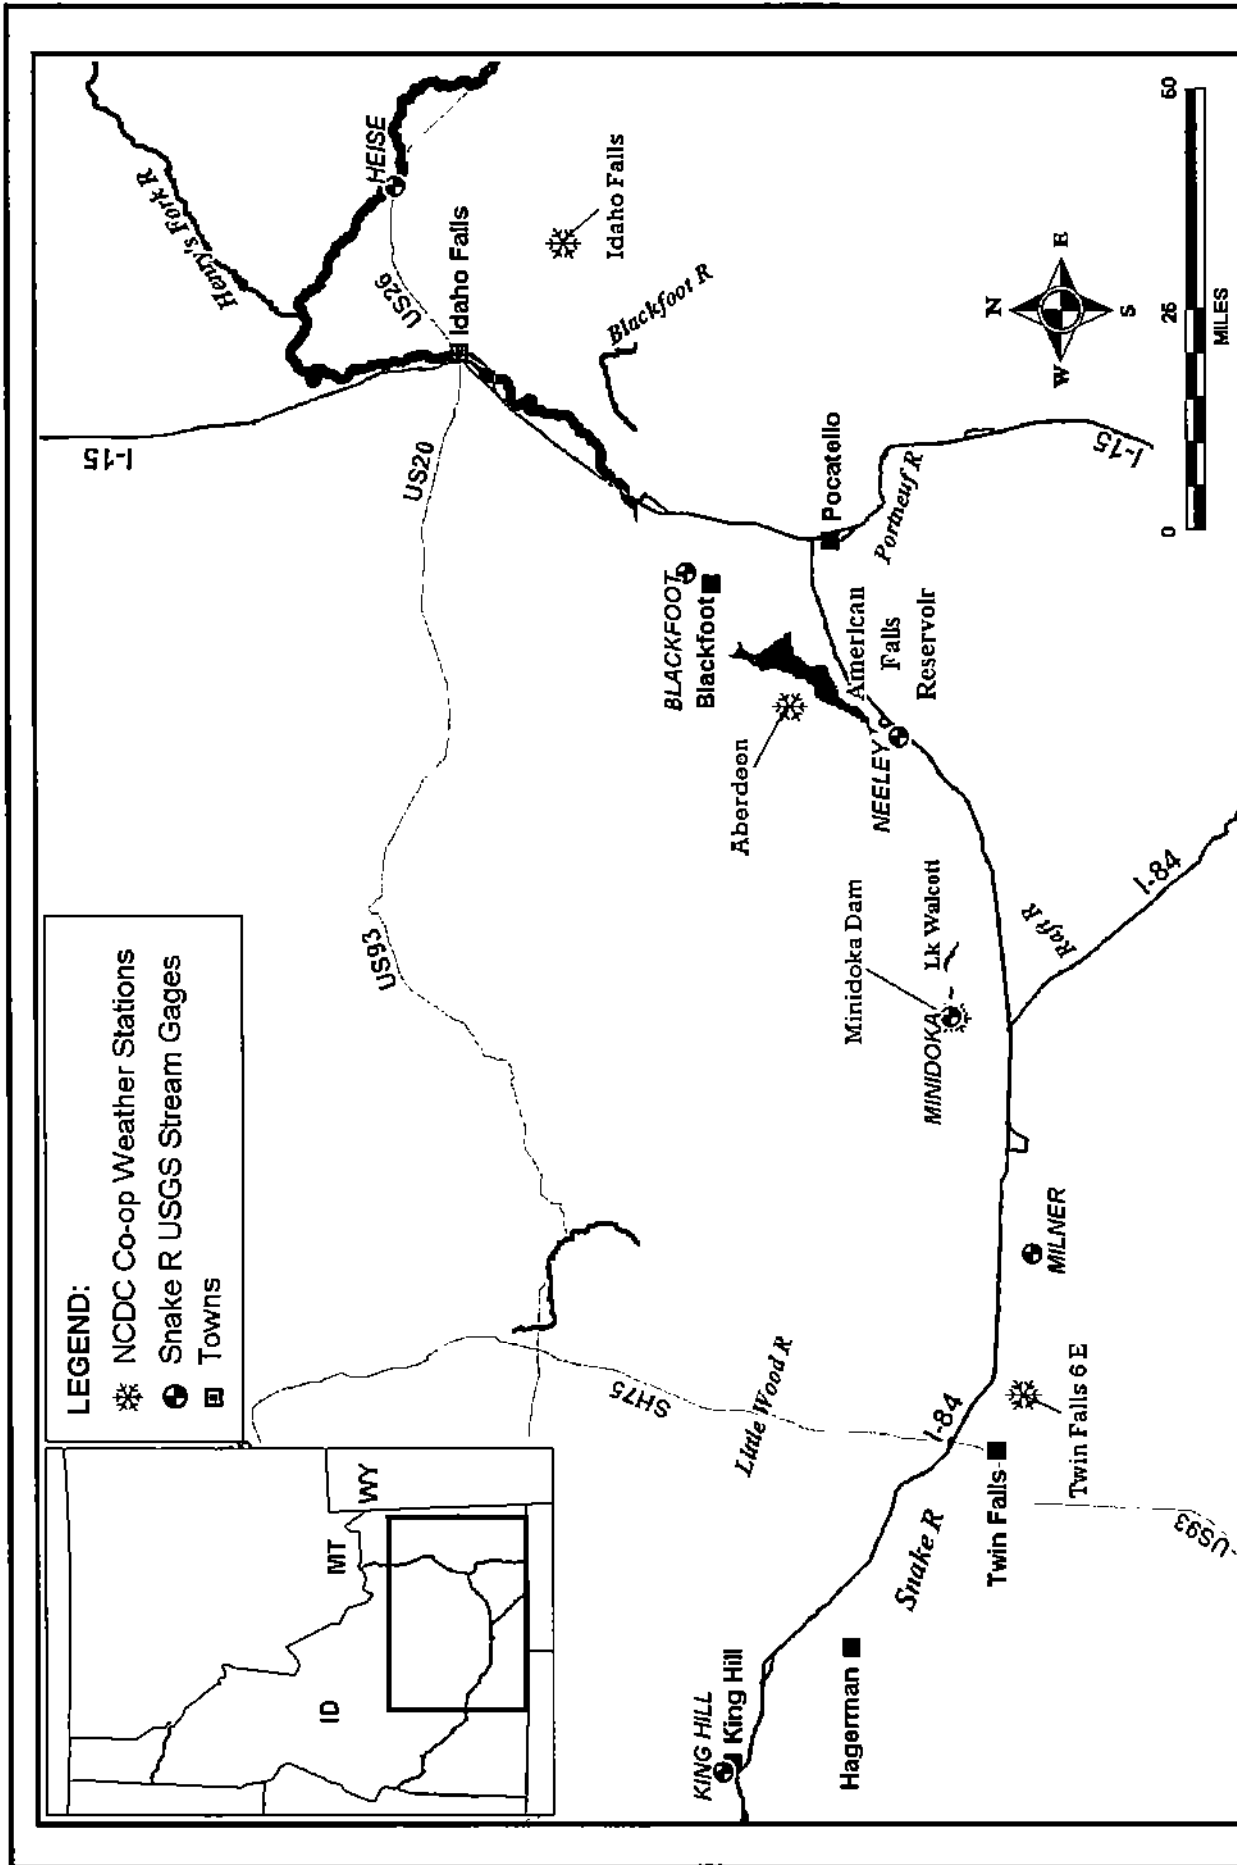 LEGEND:
NCDC Co-op Weather Stations
Snake R USGS Stream Gages
Towns
MT
WY
ID
I-15
Henry's Fork R
HEISE
US26
Idaho Falls
Idaho Falls
US20
US93
Blackfoot R
BLACKFOOT
Blackfoot
SH75
Aberdeen
American
Falls
Reservoir
Pocatello
Portneuf R
I-15
NEELEY
Little Wood R
KING HILL
King Hill
Hagerman
Snake R
I-84
Minidoka Dam
MINIDOKA
Lk Walcott
Raft R
I-84
Twin Falls
Twin Falls 6 E
MILNER
US93
N
W
E
S
0
25
50
MILES